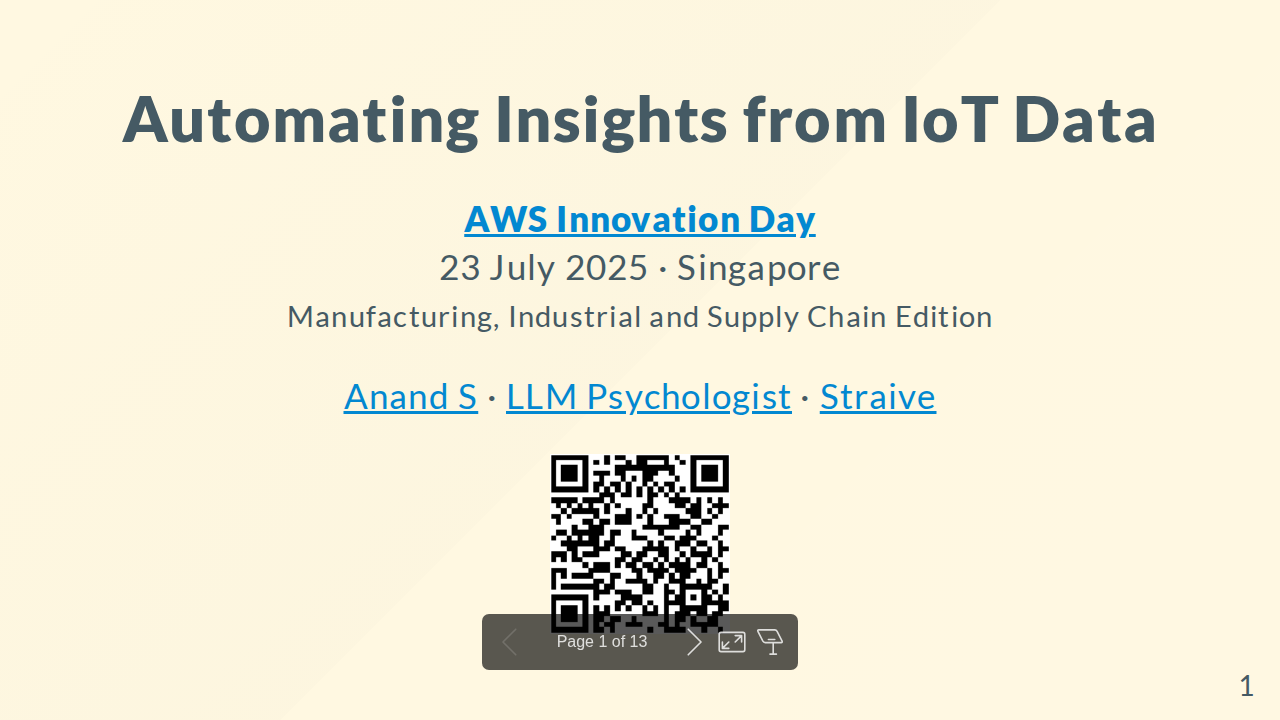 Automating Insights from IoT Data
AWS Innovation Day
23 July 2025 · Singapore
Manufacturing, Industrial and Supply Chain Edition
Anand S · LLM Psychologist · Straive
Page 1 of 13
1